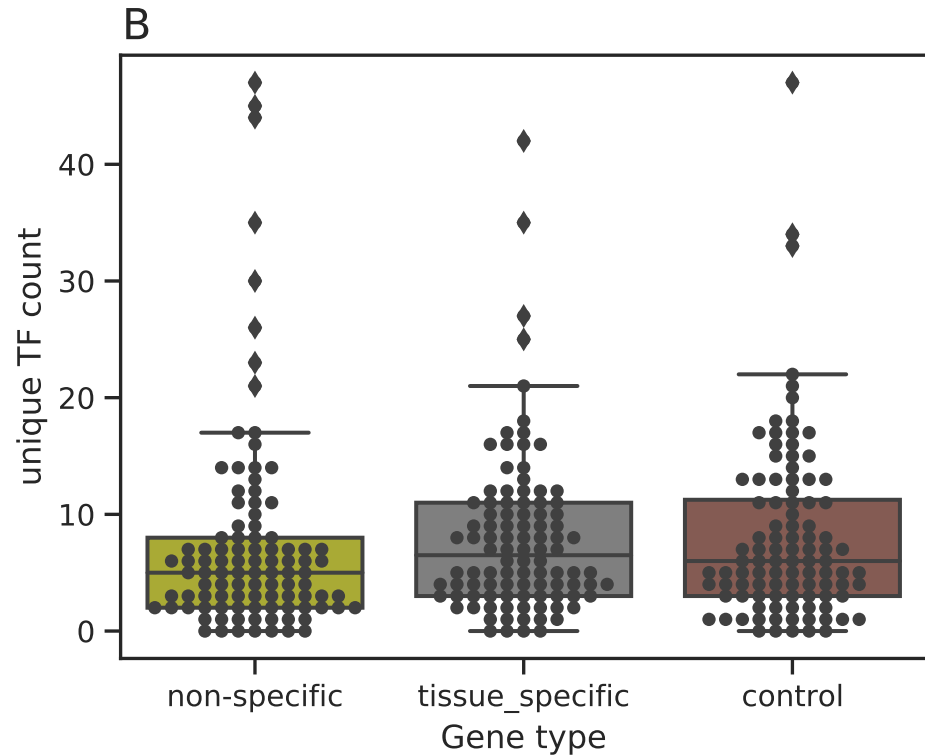 B
unique TF count
40
30
20
10
0
non-specific
tissue_specific
control
Gene type